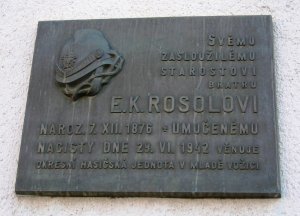 SVÉMU
ZASLOUŽILÉMU
STAROSTOVI
BRATRU
E.K.ROSOLOVI
NAROZ. 7. XII. 1876 * UMUČENÉMU
NACISTY DNE 29. VI. 1942 VĚNUJE
OKRESNÍ HASIČSKÁ JEDNOTA V MLADÉ VOŽICI